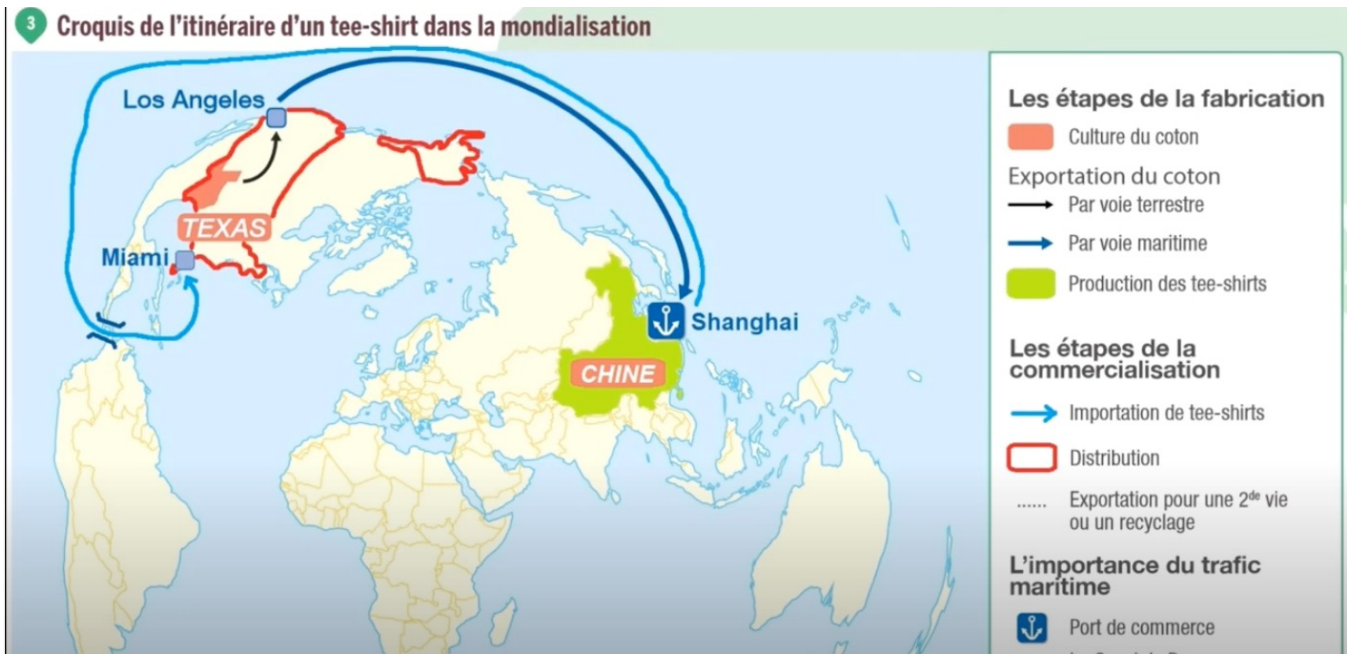 3 Croquis de l'itinéraire d'un tee-shirt dans la mondialisation
Los Angeles
TEXAS
Miami
Shanghai
CHINE
Les étapes de la fabrication
Culture du coton
Exportation du coton
Par voie terrestre
Par voie maritime
Production des tee-shirts
Les étapes de la
commercialisation
Importation de tee-shirts
Distribution
Exportation pour une 2de vie
ou un recyclage
L'importance du trafic
maritime
Port de commerce